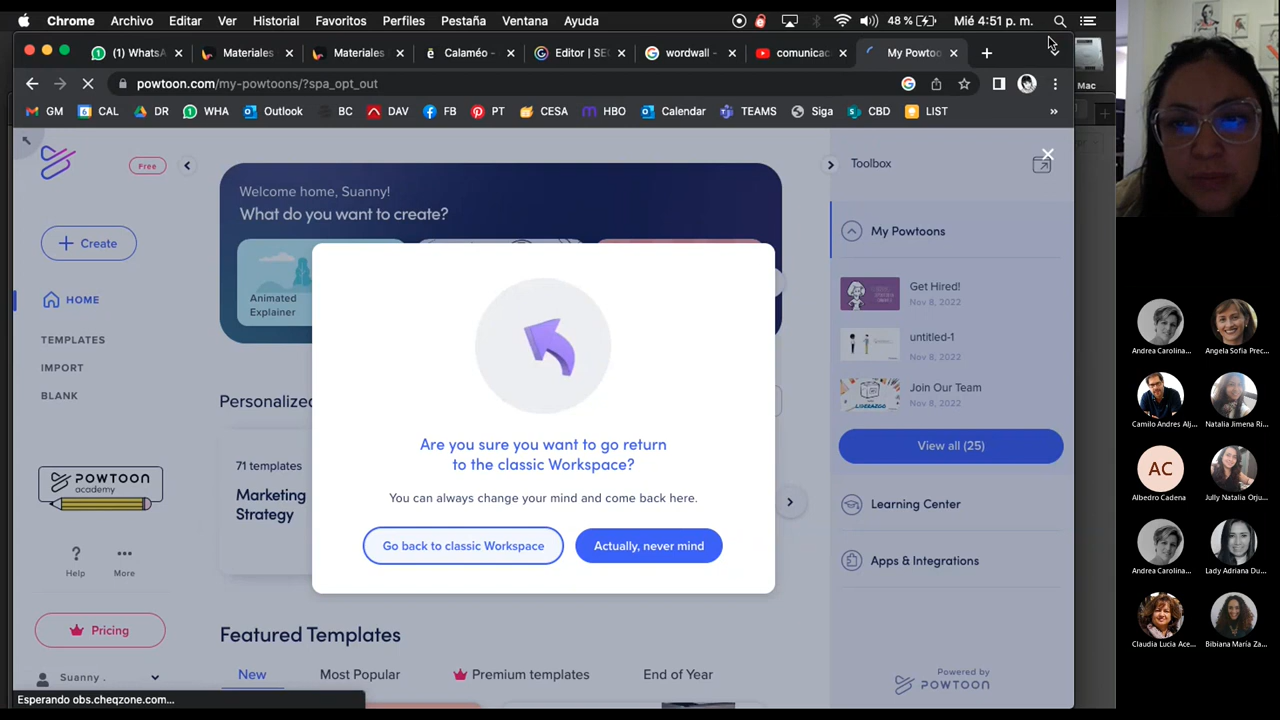 Chrome Archivo Editar Ver Historial Favoritos Perfiles Pestaña Ventana Ayuda 48 % Mié 4:51 p. m.
(1) WhatsA Materiales Materiales Calaméo - Editor | SEC wordwall - comunicac My Powtoo
powtoon.com/my-powtoons/?spa_opt_out
GM CAL DR WHA Outlook BC DAV FB PT CESA HBO Calendar TEAMS Siga CBD LIST »
Mac
Free
Create
HOME
TEMPLATES
IMPORT
BLANK
POWTOON
academy
Help
More
Pricing
Suanny .
Esperando obs.cheqzone.com...
Welcome home, Suanny!
What do you want to create?
Animated
Explainer
Personalized
71 templates
Marketing
Strategy
Featured Templates
New Most Popular Premium templates End of Year
Are you sure you want to go return
to the classic Workspace?
You can always change your mind and come back here.
Go back to classic Workspace
Actually, never mind
Toolbox
My Powtoons
Get Hired!
Nov 8, 2022
untitled-1
Nov 8, 2022
LIDERAZGO
Join Our Team
Nov 8, 2022
View all (25)
Learning Center
Apps & Integrations
Powered by
POWTOON
Andrea Carolina... Angela Sofia Prec...
Camilo Andres Alj... Natalia Jimena Ri...
AC
Albedro Cadena Jully Natalia Orju...
Andrea Carolina... Lady Adriana Du...
Claudia Lucia Ace... Bibiana María Za...